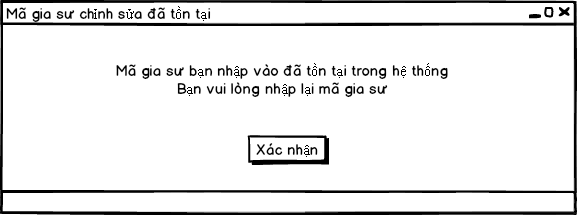 Mã gia sư chỉnh sửa đã tồn tại
Mã gia sư bạn nhập vào đã tồn tại trong hệ thống
Bạn vui lòng nhập lại mã gia sư
Xác nhận